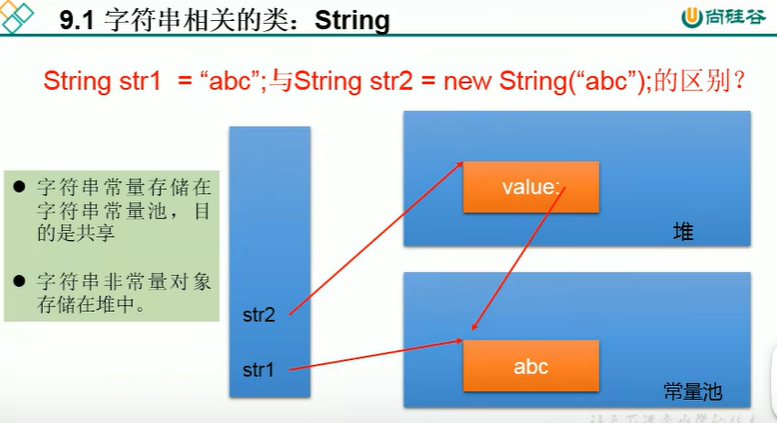 9.1 字符串相关的类：String
尚硅谷
String str1  = “abc”;与String str2 = new String(“abc”);的区别？
● 字符串常量存储在
字符串常量池，目
的是共享
● 字符串非常量对象
存储在堆中。
str2
str1
value:
堆
abc
常量池